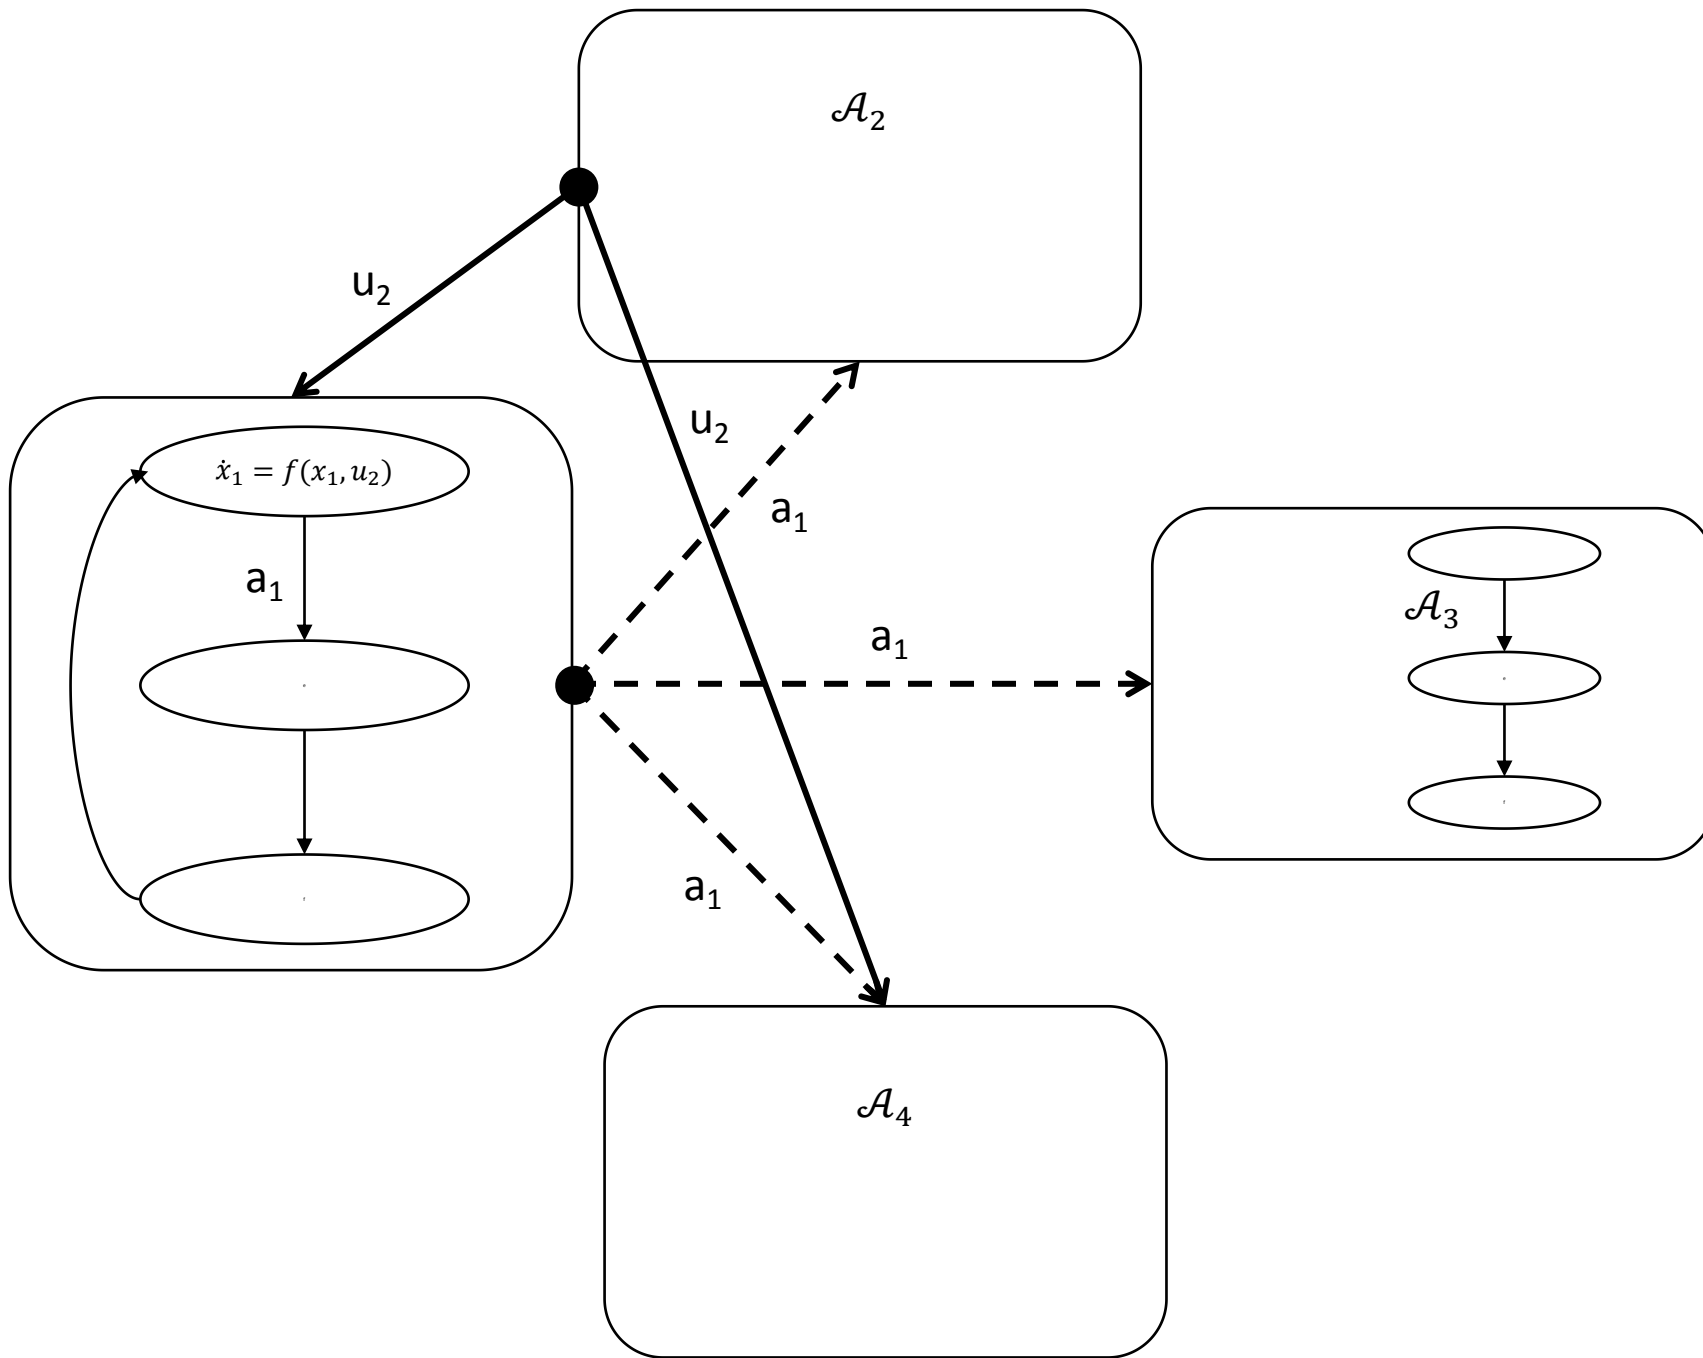 𝒜₂
u₂
u₂
ẋ₁ = f(x₁, u₂)
a₁
a₁
a₁
𝒜₃
a₁
𝒜₄